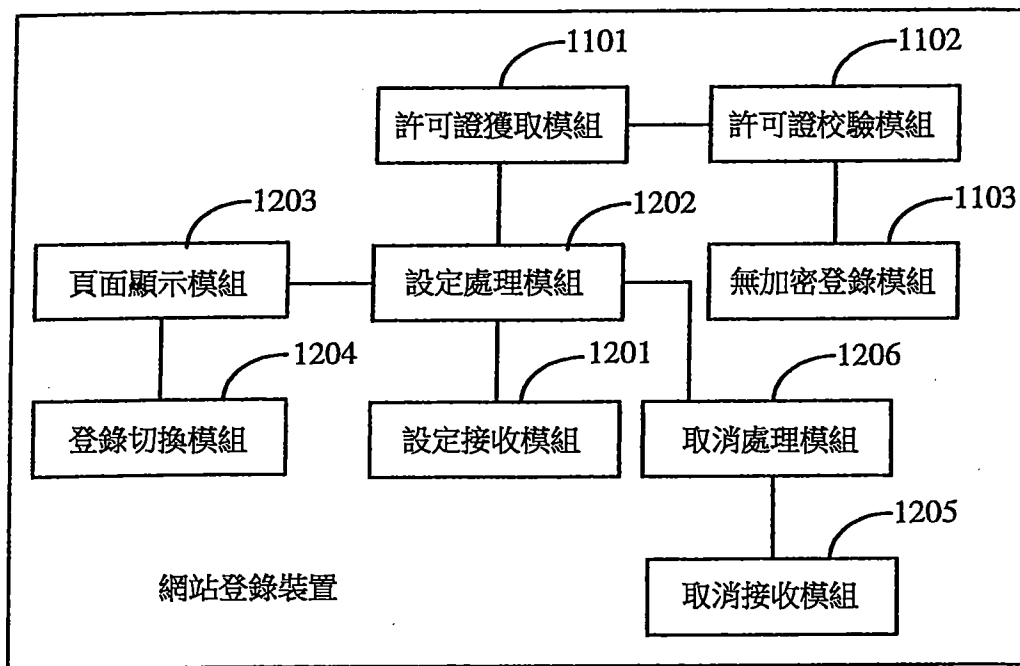 1101
1102
許可證獲取模組
許可證校驗模組
1203
1202
1103
頁面顯示模組
設定處理模組
無加密登錄模組
1204
1201
1206
登錄切換模組
設定接收模組
取消處理模組
1205
網站登錄裝置
取消接收模組